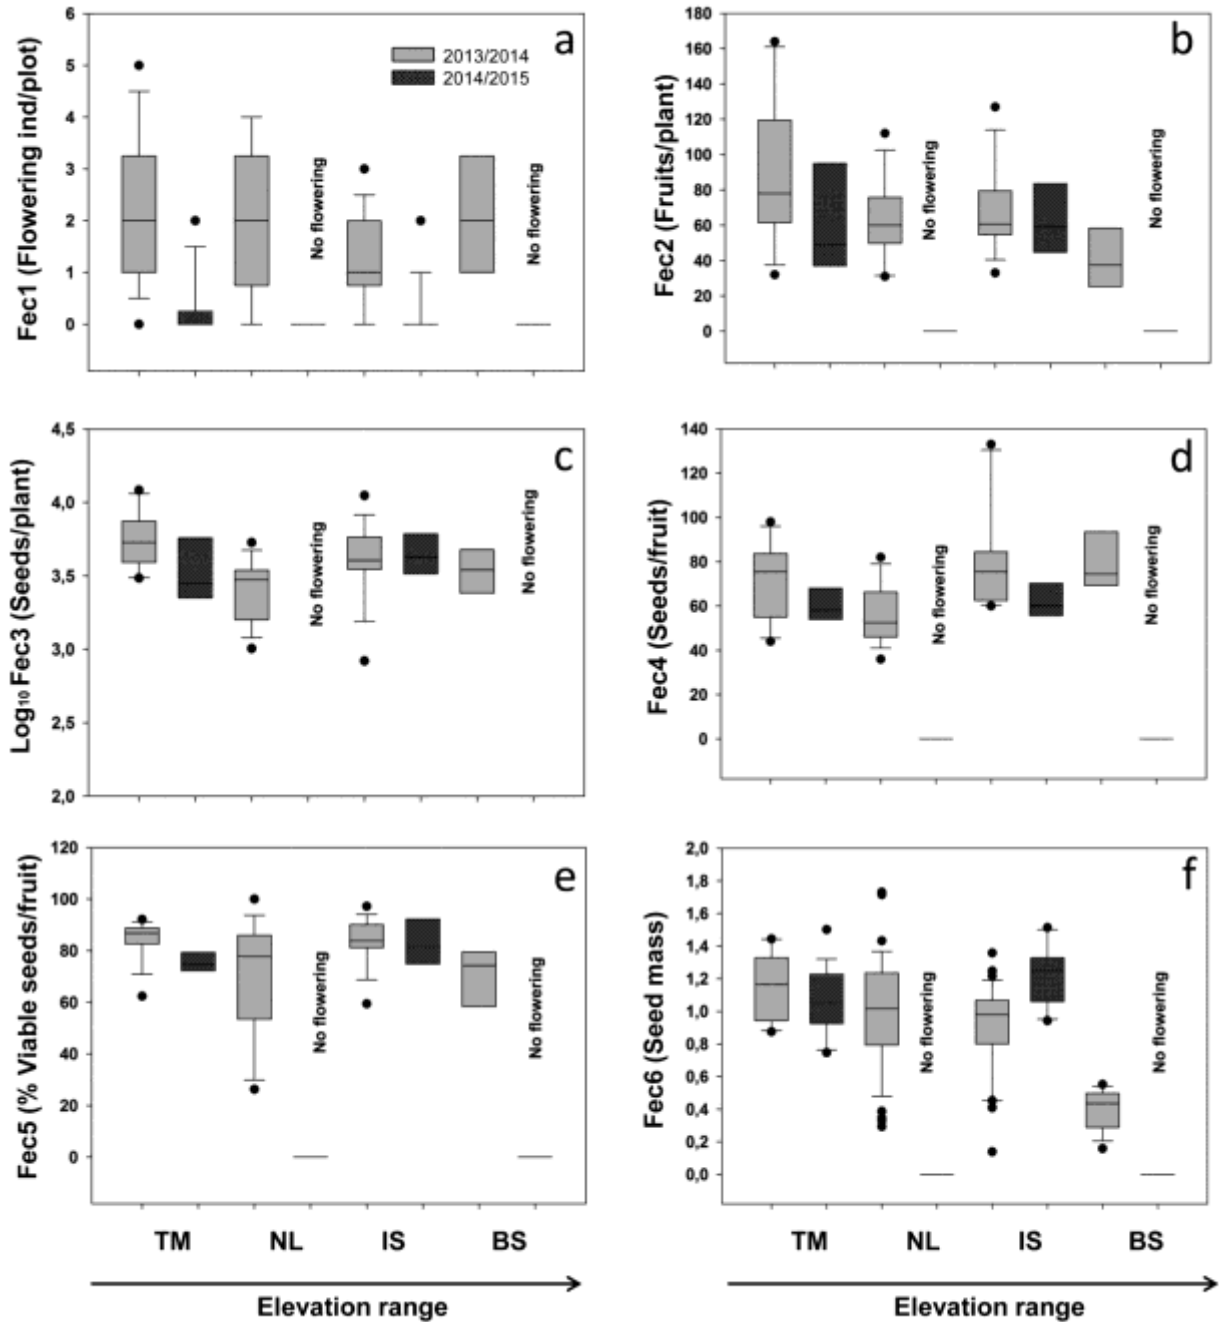 a
Fec1 (Flowering ind/plot)
6
5
4
3
2
1
0
2013/2014
2014/2015
No flowering
No flowering
b
Fec2 (Fruits/plant)
180
160
140
120
100
80
60
40
20
0
No flowering
No flowering
c
Log₁₀ Fec3 (Seeds/plant)
4,5
4,0
3,5
3,0
2,5
2,0
No flowering
No flowering
d
Fec4 (Seeds/fruit)
140
120
100
80
60
40
20
0
No flowering
No flowering
e
Fec5 (% Viable seeds/fruit)
120
100
80
60
40
20
0
No flowering
No flowering
TM NL IS BS
Elevation range
f
Fec6 (Seed mass)
2,0
1,8
1,6
1,4
1,2
1,0
0,8
0,6
0,4
0,2
0,0
No flowering
No flowering
TM NL IS BS
Elevation range